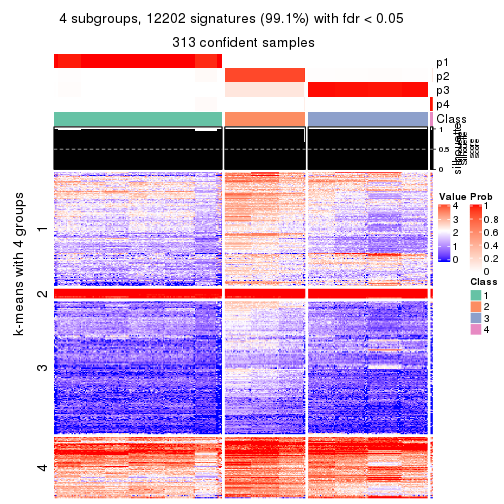 4 subgroups, 12202 signatures (99.1%) with fdr < 0.05
313 confident samples
p1
p2
p3
p4
Class
1
0.5
0
silhouette
k-means with 4 groups
1
2
3
4
Value
4
3
2
1
0
Prob
1
0.8
0.6
0.4
0.2
0
Class
1
2
3
4